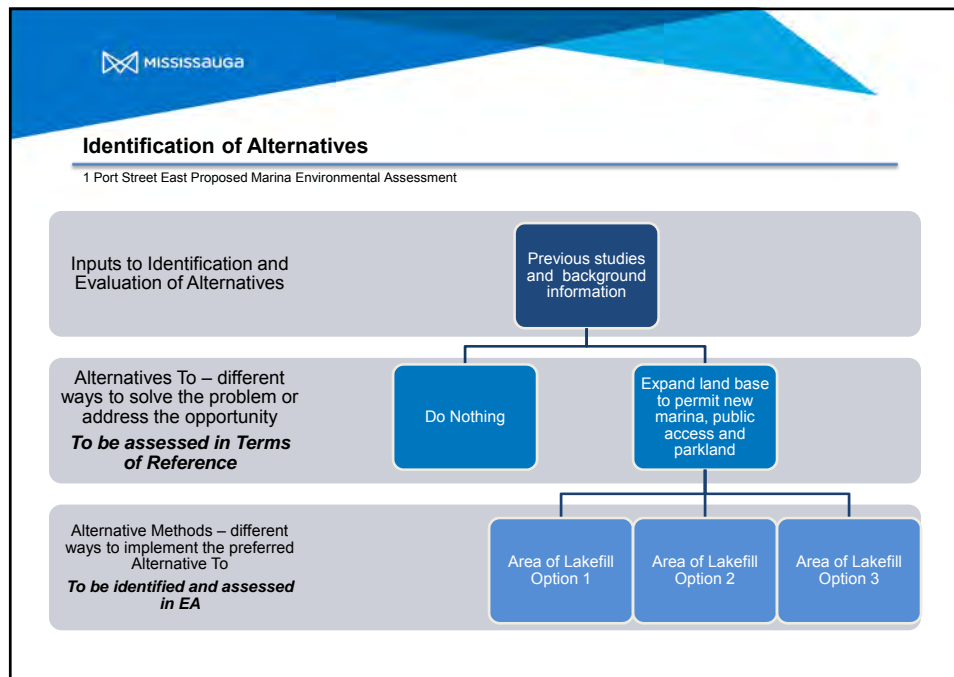 MISSISSAUGA
Identification of Alternatives
1 Port Street East Proposed Marina Environmental Assessment
Inputs to Identification and
Evaluation of Alternatives
Previous studies
and background
information
Alternatives To – different
ways to solve the problem or
address the opportunity
To be assessed in Terms
of Reference
Do Nothing
Expand land base
to permit new
marina, public
access and
parkland
Alternative Methods – different
ways to implement the preferred
Alternative To
To be identified and assessed
in EA
Area of Lakefill
Option 1
Area of Lakefill
Option 2
Area of Lakefill
Option 3